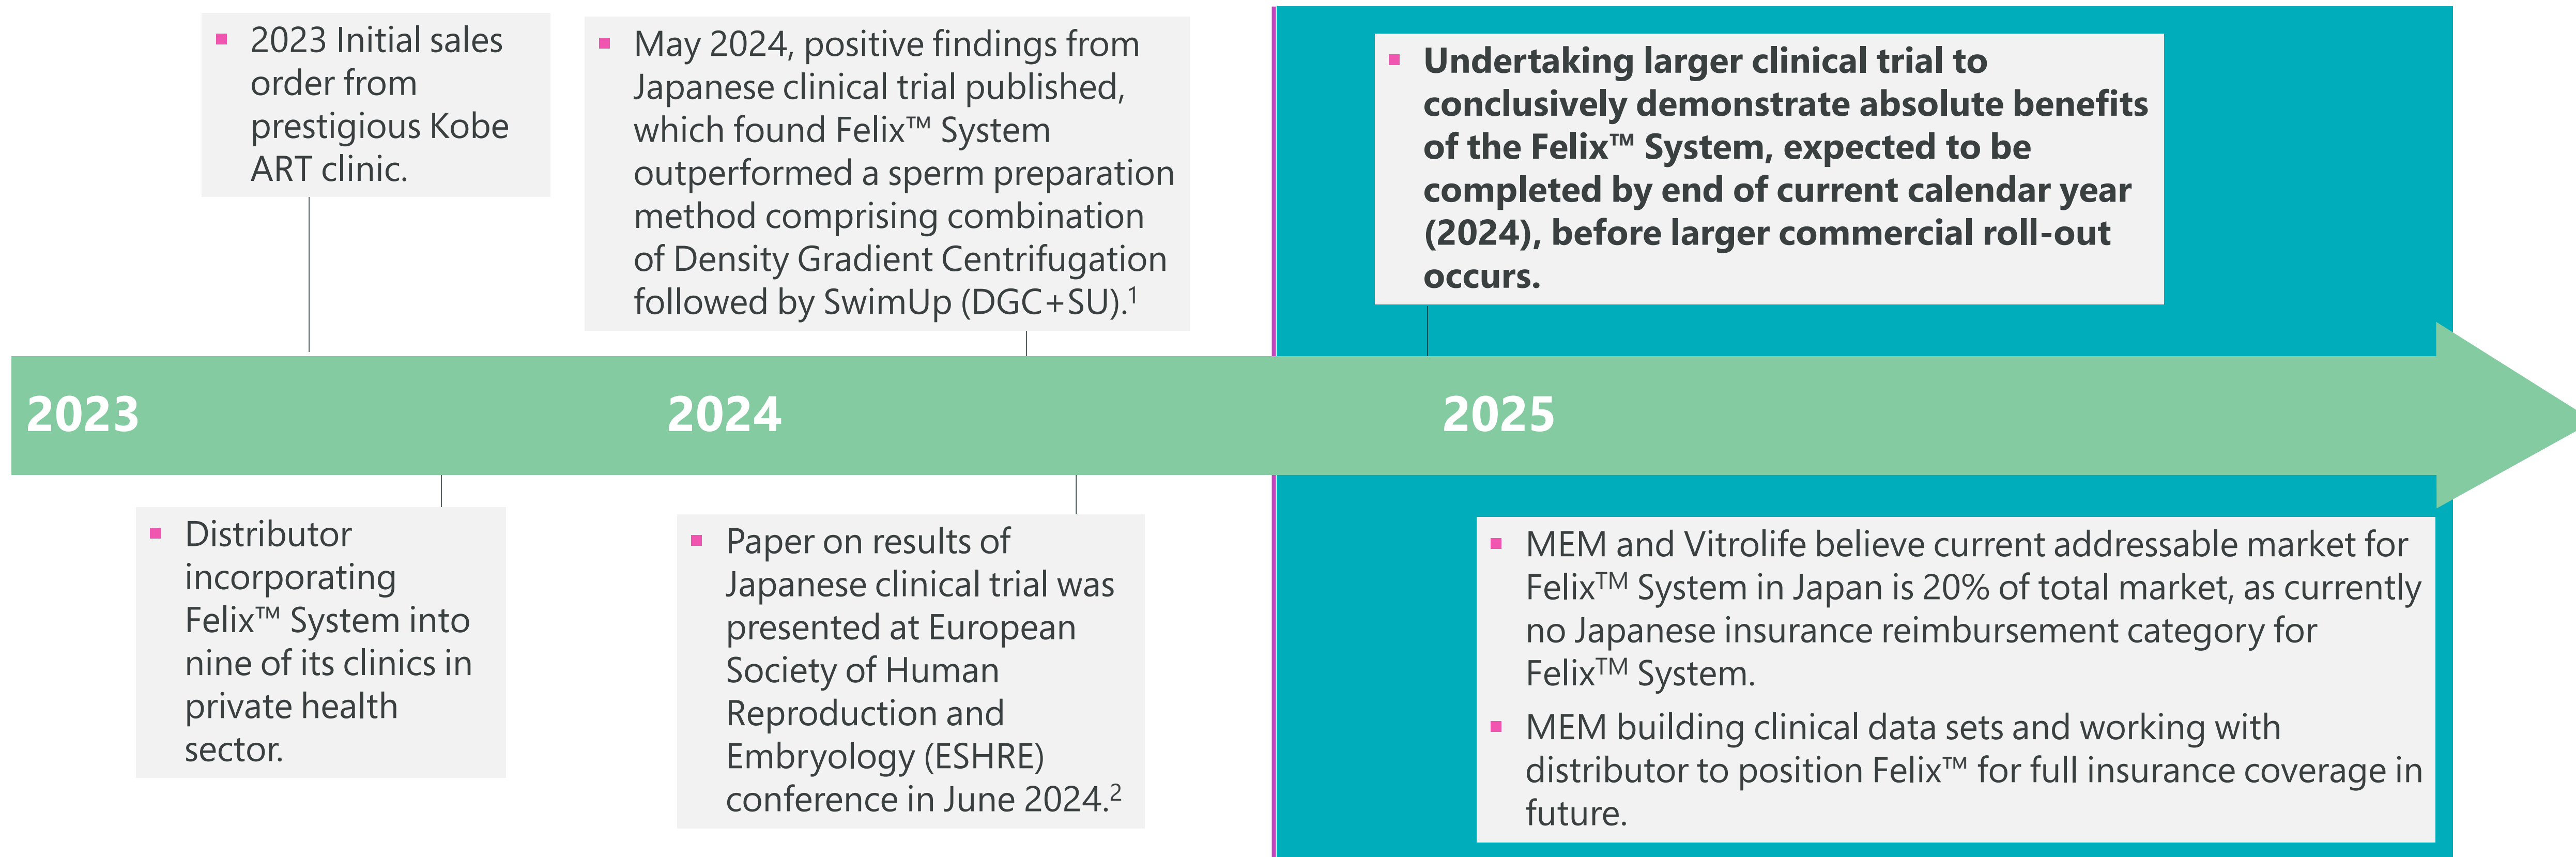 2023 Initial sales
order from
prestigious Kobe
ART clinic.
May 2024, positive findings from
Japanese clinical trial published,
which found Felix™ System
outperformed a sperm preparation
method comprising combination
of Density Gradient Centrifugation
followed by SwimUp (DGC+SU).¹
Undertaking larger clinical trial to
conclusively demonstrate absolute benefits
of the Felix™ System, expected to be
completed by end of current calendar year
(2024), before larger commercial roll-out
occurs.
2023
2024
2025
Distributor
incorporating
Felix™ System into
nine of its clinics in
private health
sector.
Paper on results of
Japanese clinical trial was
presented at European
Society of Human
Reproduction and
Embryology (ESHRE)
conference in June 2024.²
MEM and Vitrolife believe current addressable market for
Felix™ System in Japan is 20% of total market, as currently
no Japanese insurance reimbursement category for
Felix™ System.
MEM building clinical data sets and working with
distributor to position Felix™ for full insurance coverage in
future.